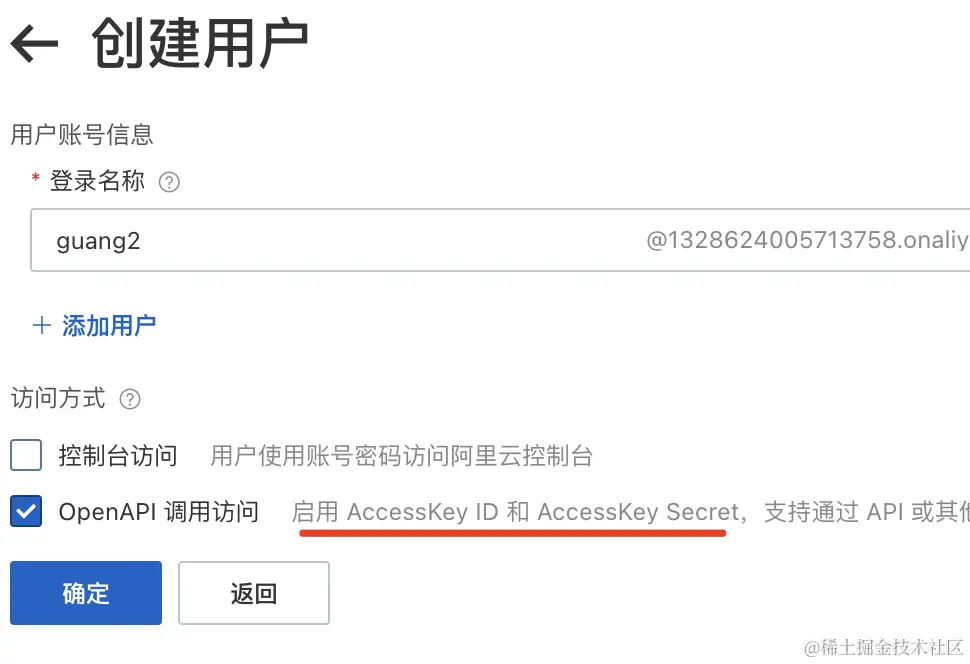 创建用户
用户账号信息
* 登录名称 ?
guang2 @1328624005713758.onaliy
+ 添加用户
访问方式 ?
控制台访问 用户使用账号密码访问阿里云控制台
OpenAPI 调用访问 启用 AccessKey ID 和 AccessKey Secret，支持通过 API 或其他
确定 返回
@稀土掘金技术社区